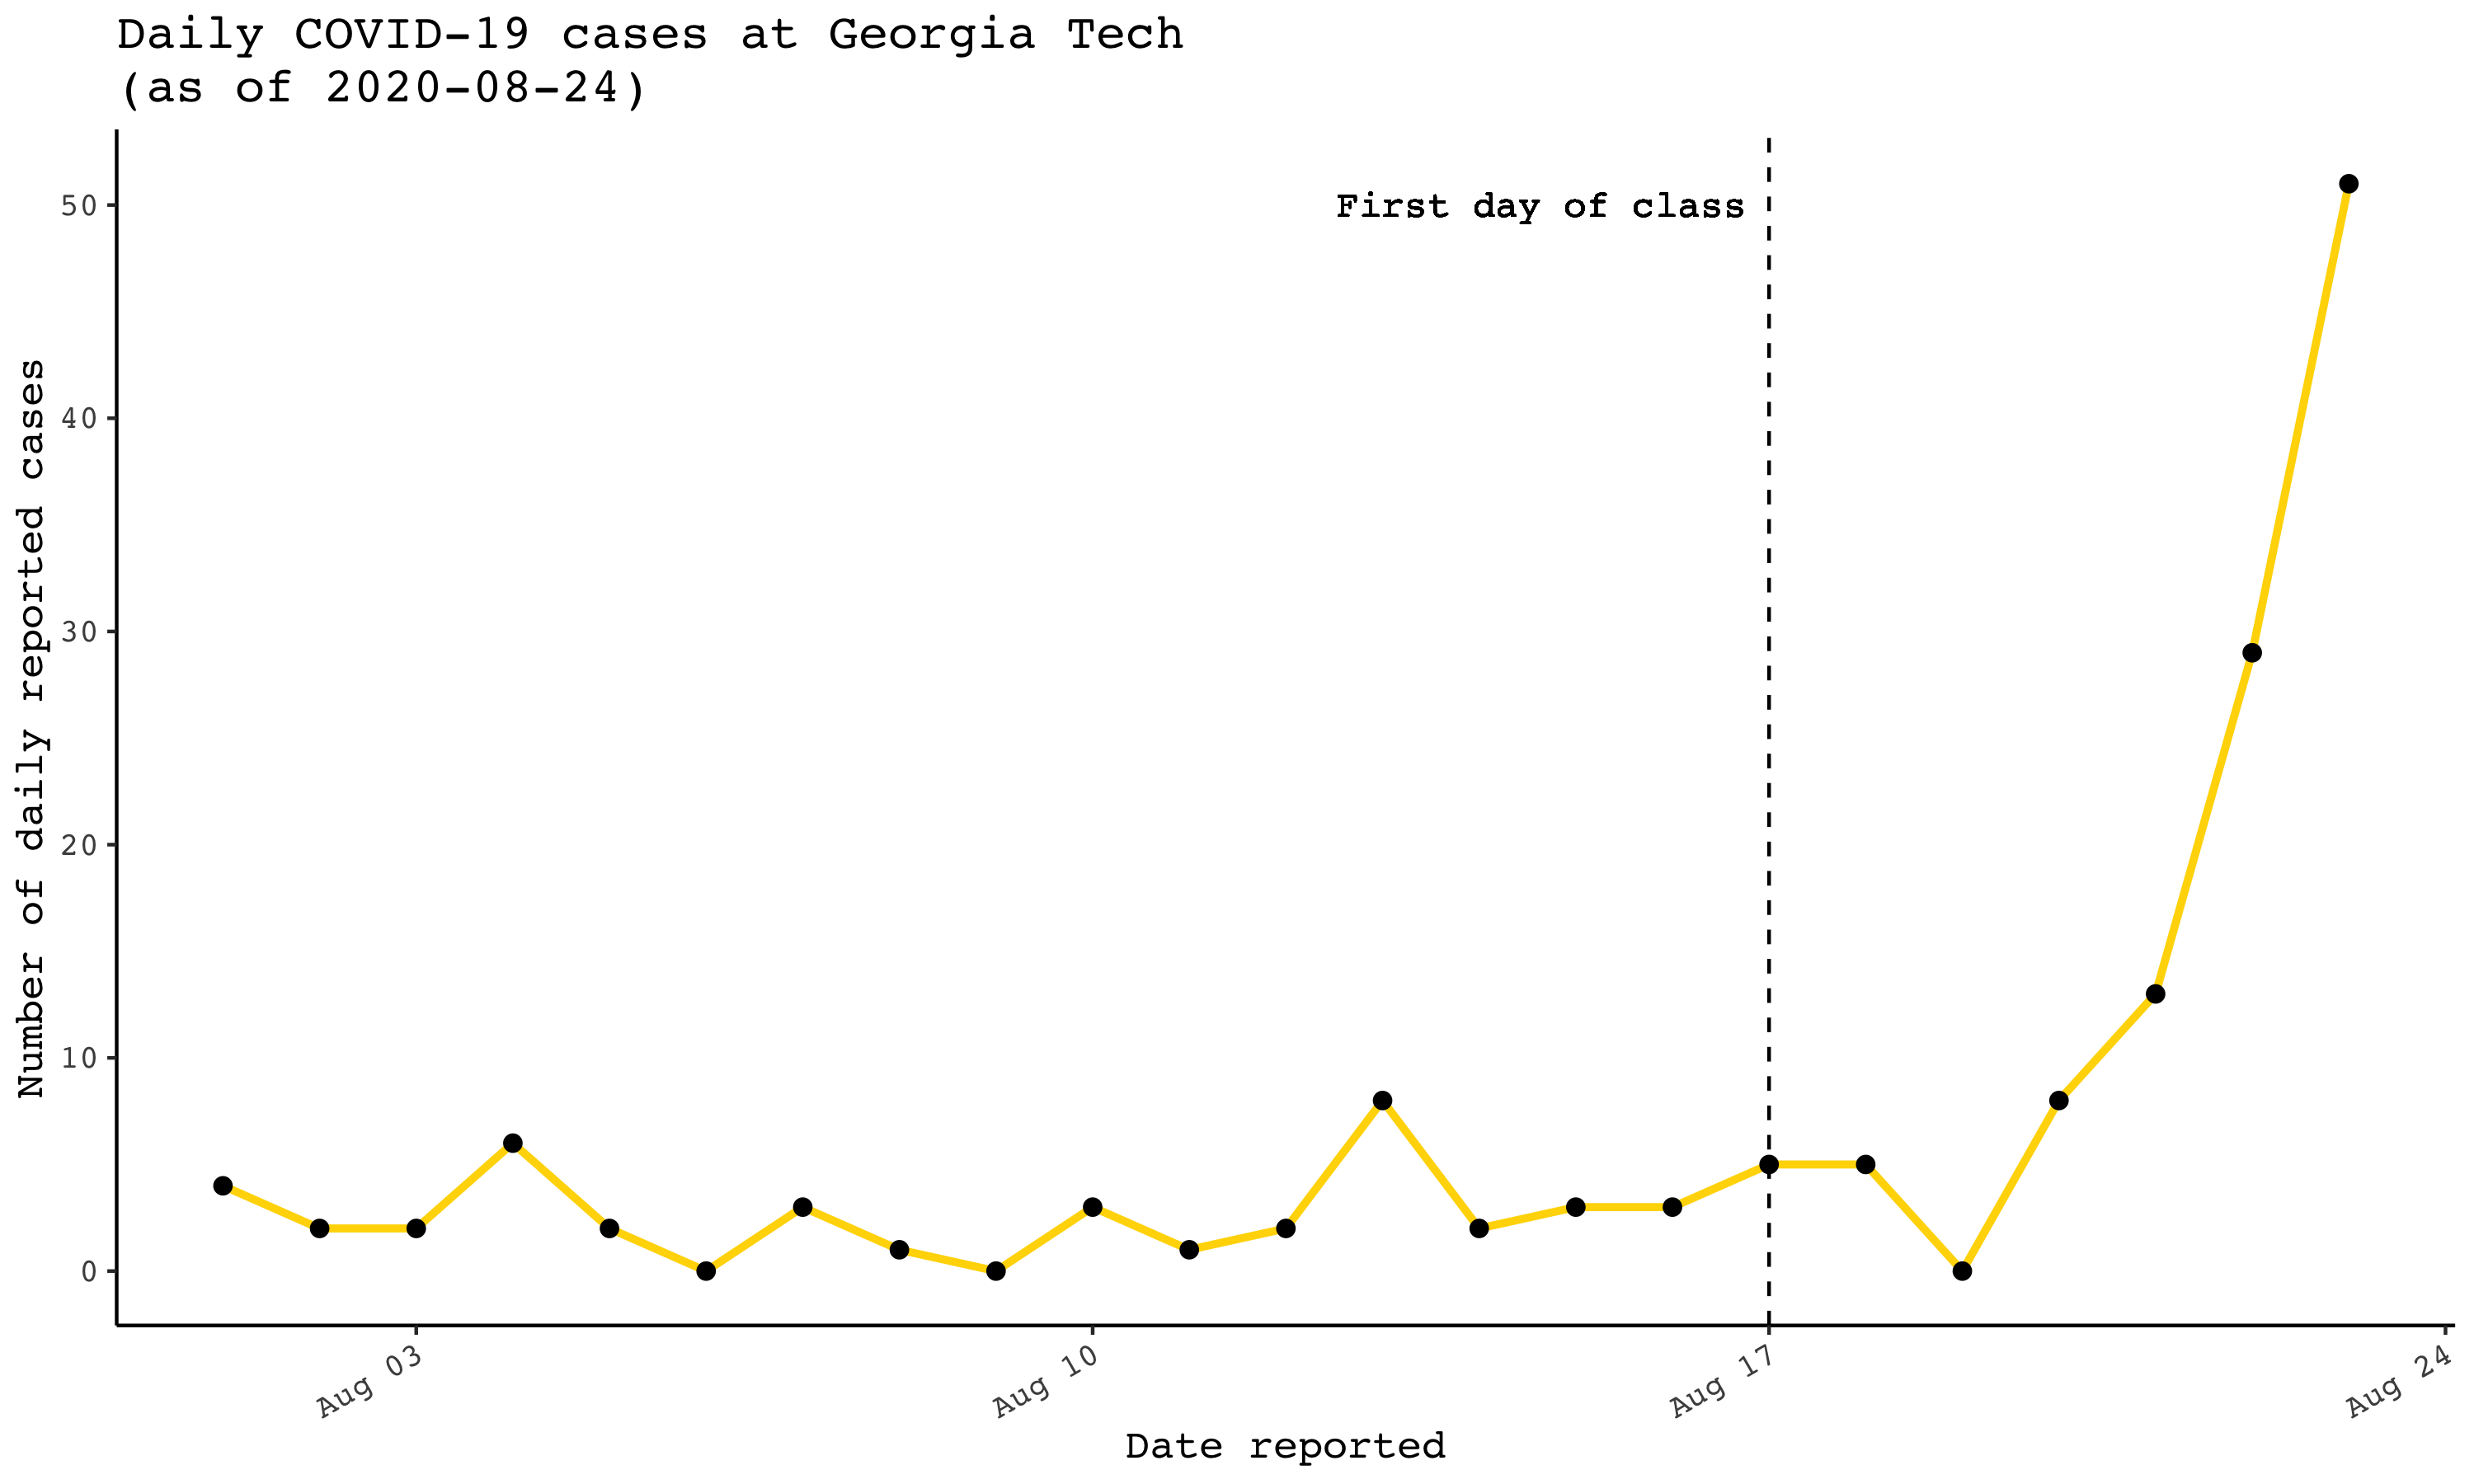 Daily COVID-19 cases at Georgia Tech
(as of 2020-08-24)
Number of daily reported cases
50
40
30
20
10
0
First day of class
Aug 03
Aug 10
Aug 17
Aug 24
Date reported